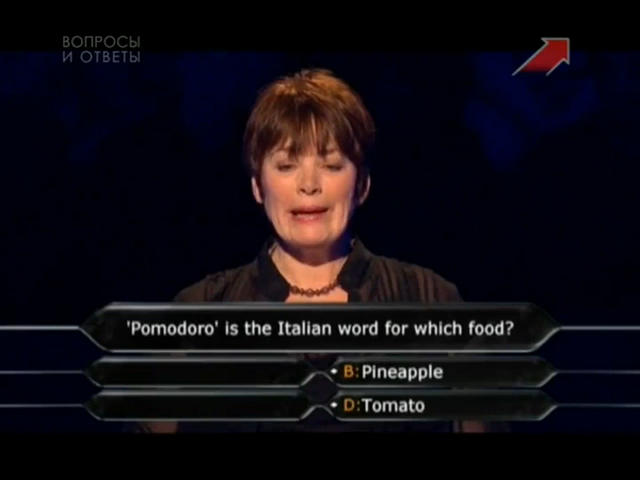 ВОПРОСЫ
И ОТВЕТЫ
'Pomodoro' is the Italian word for which food?
B: Pineapple
D: Tomato